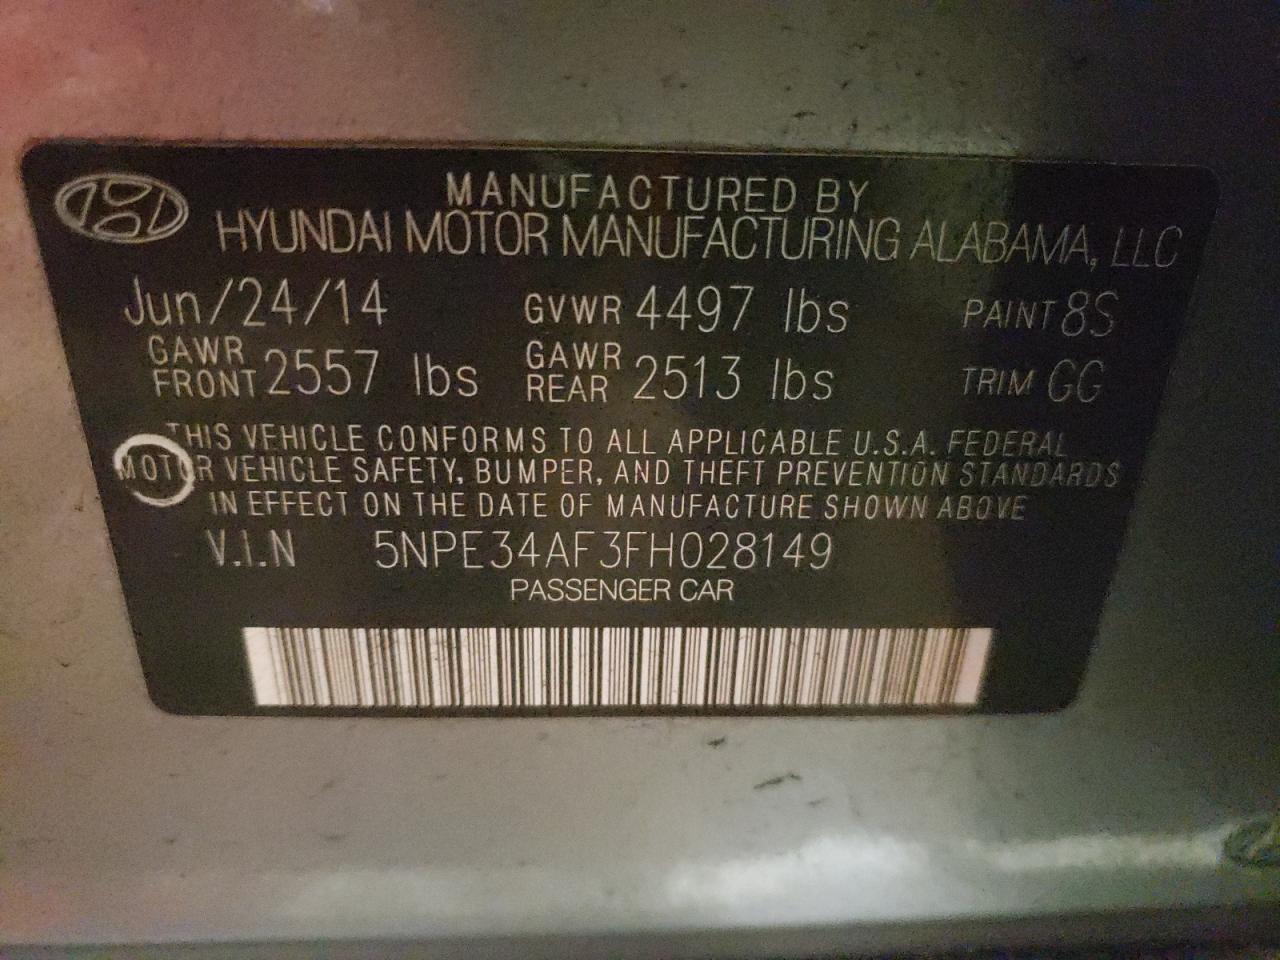 MANUFACTURED BY
HYUNDAI MOTOR MANUFACTURING ALABAMA, LLC
Jun/24/14 GVWR 4497 lbs PAINT 8S
GAWR FRONT 2557 lbs GAWR REAR 2513 lbs TRIM GG
THIS VEHICLE CONFORMS TO ALL APPLICABLE U.S.A. FEDERAL
MOTOR VEHICLE SAFETY, BUMPER, AND THEFT PREVENTION STANDARDS
IN EFFECT ON THE DATE OF MANUFACTURE SHOWN ABOVE
V.I.N 5NPE34AF3FH028149
PASSENGER CAR